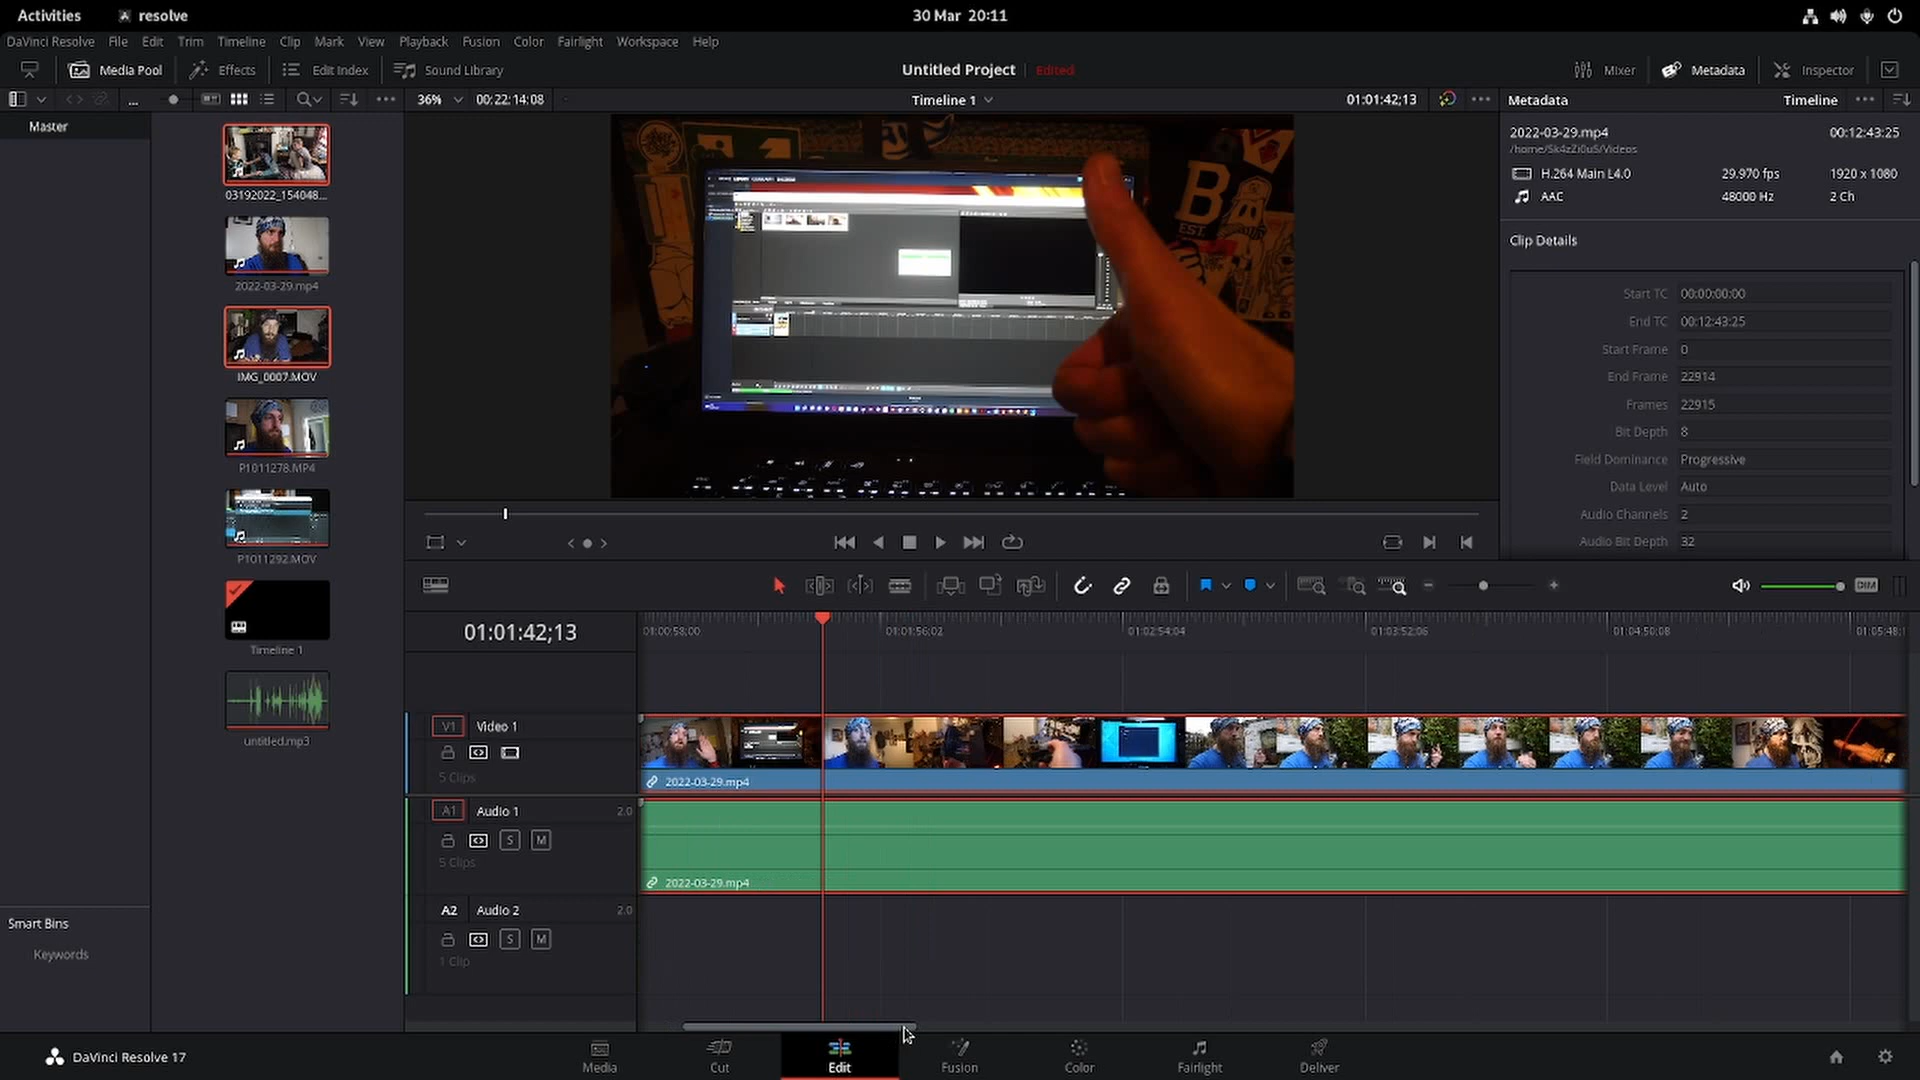 Activities
resolve
30 Mar 20:11
DaVinci Resolve File Edit Trim Timeline Clip Mark View Playback Fusion Color Fairlight Workspace Help
Media Pool Effects Edit Index Sound Library
Untitled Project Edited
Mixer Metadata Inspector
36% 00:22:14:08
Timeline 1
01:01:42;13
Metadata Timeline
Master
03192022_154048...
2022-03-29.mp4
IMG_0007.MOV
P1011278.MP4
P1011292.MOV
Timeline 1
untitled.mp3
Smart Bins
Keywords
B
EST.
2022-03-29.mp4 00:12:43:25
/home/Sk4zZi0uS/Videos
H.264 Main L4.0 29.970 fps 1920 x 1080
AAC 48000 Hz 2 Ch
Clip Details
Start TC 00:00:00:00
End TC 00:12:43:25
Start Frame 0
End Frame 22914
Frames 22915
Bit Depth 8
Field Dominance Progressive
Data Level Auto
Audio Channels 2
Audio Bit Depth 32
DIM
01:01:42;13
01:00:58;00 01:01:56;02 01:02:54;04 01:03:52;06 01:04:50;08 01:05:48;1
V1 Video 1
5 Clips
2022-03-29.mp4
A1 Audio 1 2.0
S M
5 Clips
2022-03-29.mp4
A2 Audio 2 2.0
S M
1 Clip
DaVinci Resolve 17
Media Cut Edit Fusion Color Fairlight Deliver